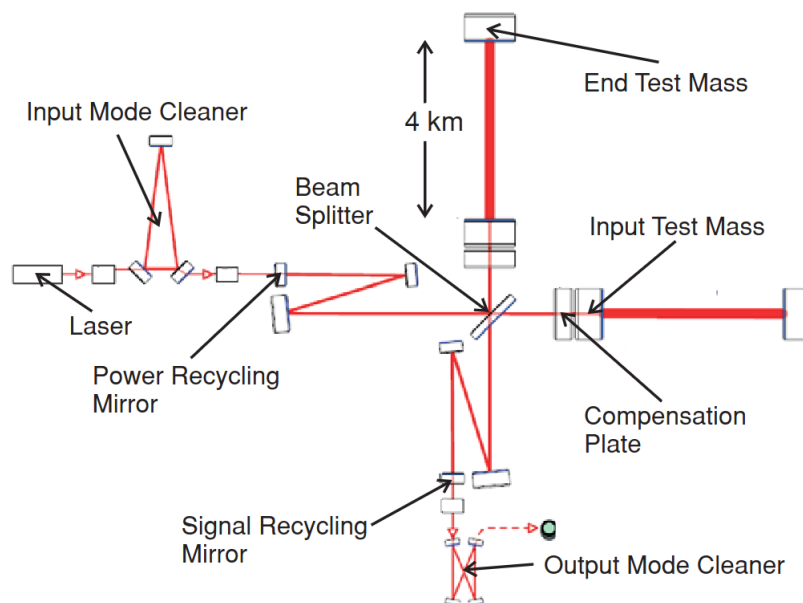 End Test Mass
Input Mode Cleaner
4 km
Beam
Splitter
Input Test Mass
Laser
Power Recycling
Mirror
Compensation
Plate
Signal Recycling
Mirror
Output Mode Cleaner